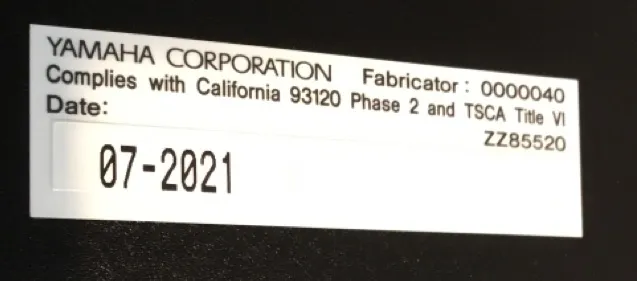 YAMAHA CORPORATION Fabricator: 0000040
Complies with California 93120 Phase 2 and TSCA Title VI
Date: ZZ85520
07-2021